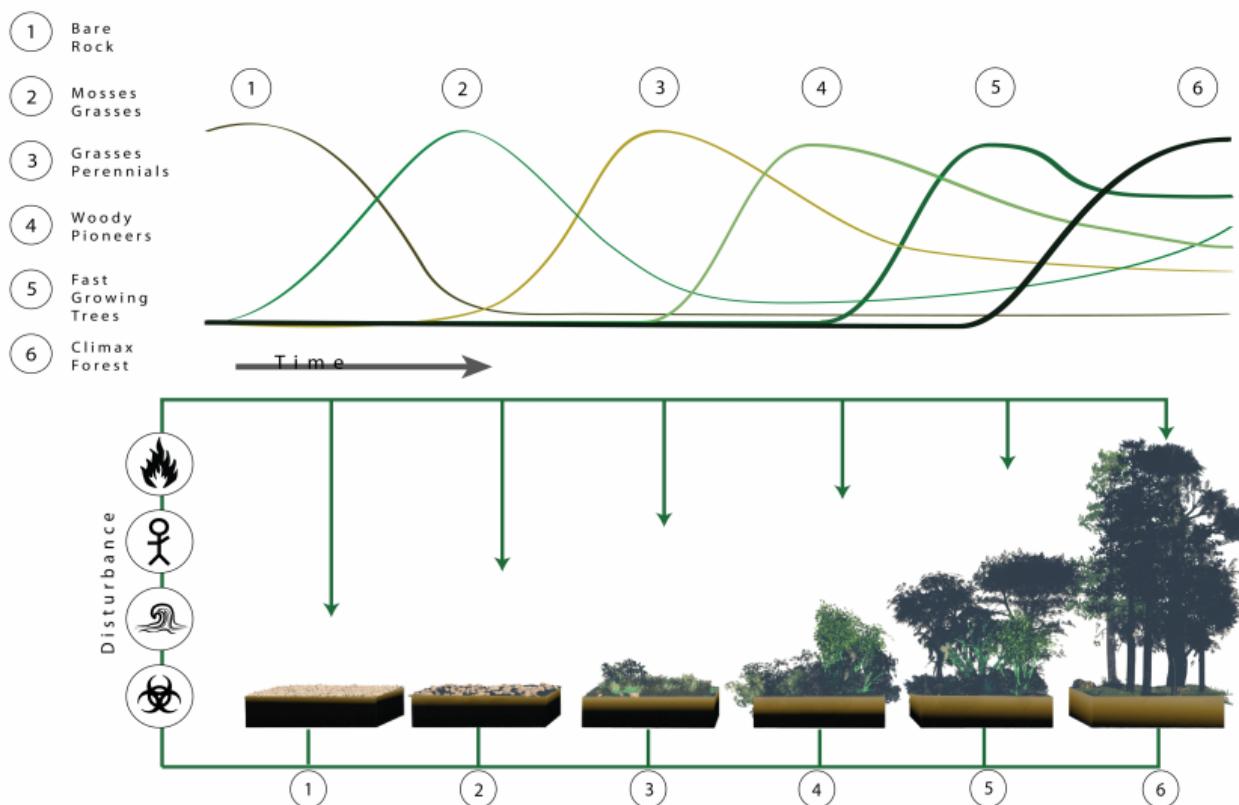 1
Bare
Rock
2
Mosses
Grasses
3
Grasses
Perennials
4
Woody
Pioneers
5
Fast
Growing
Trees
6
Climax
Forest
1 2 3 4 5 6
Time
Disturbance
1 2 3 4 5 6